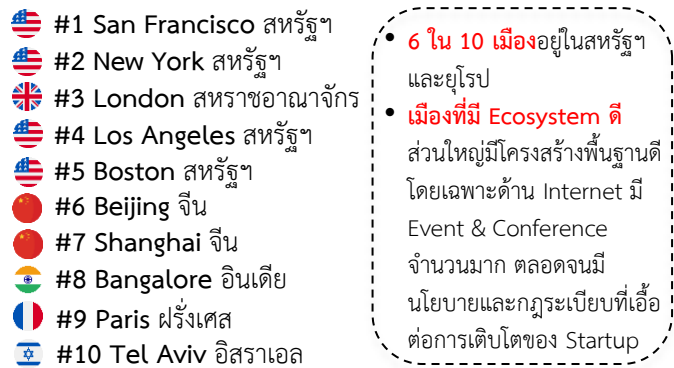 #1 San Francisco สหรัฐฯ
#2 New York สหรัฐฯ
#3 London สหราชอาณาจักร
#4 Los Angeles สหรัฐฯ
#5 Boston สหรัฐฯ
#6 Beijing จีน
#7 Shanghai จีน
#8 Bangalore อินเดีย
#9 Paris ฝรั่งเศส
#10 Tel Aviv อิสราเอล
• 6 ใน 10 เมืองอยู่ในสหรัฐฯ
และยุโรป
• เมืองที่มี Ecosystem ดี
ส่วนใหญ่มีโครงสร้างพื้นฐานดี
โดยเฉพาะด้าน Internet มี
Event & Conference
จำนวนมาก ตลอดจนมี
นโยบายและกฎระเบียบที่เอื้อ
ต่อการเติบโตของ Startup